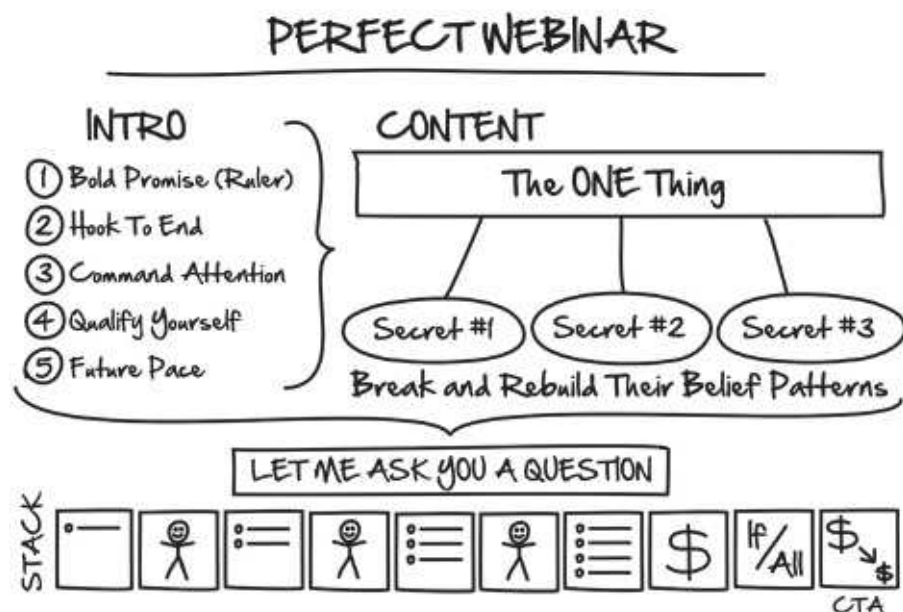 PERFECT WEBINAR
INTRO
1 Bold Promise (Ruler)
2 Hook To End
3 Command Attention
4 Qualify Yourself
5 Future Pace
CONTENT
The ONE Thing
Secret #1
Secret #2
Secret #3
Break and Rebuild Their Belief Patterns
LET ME ASK YOU A QUESTION
STACK
$
If/All
$ $
CTA